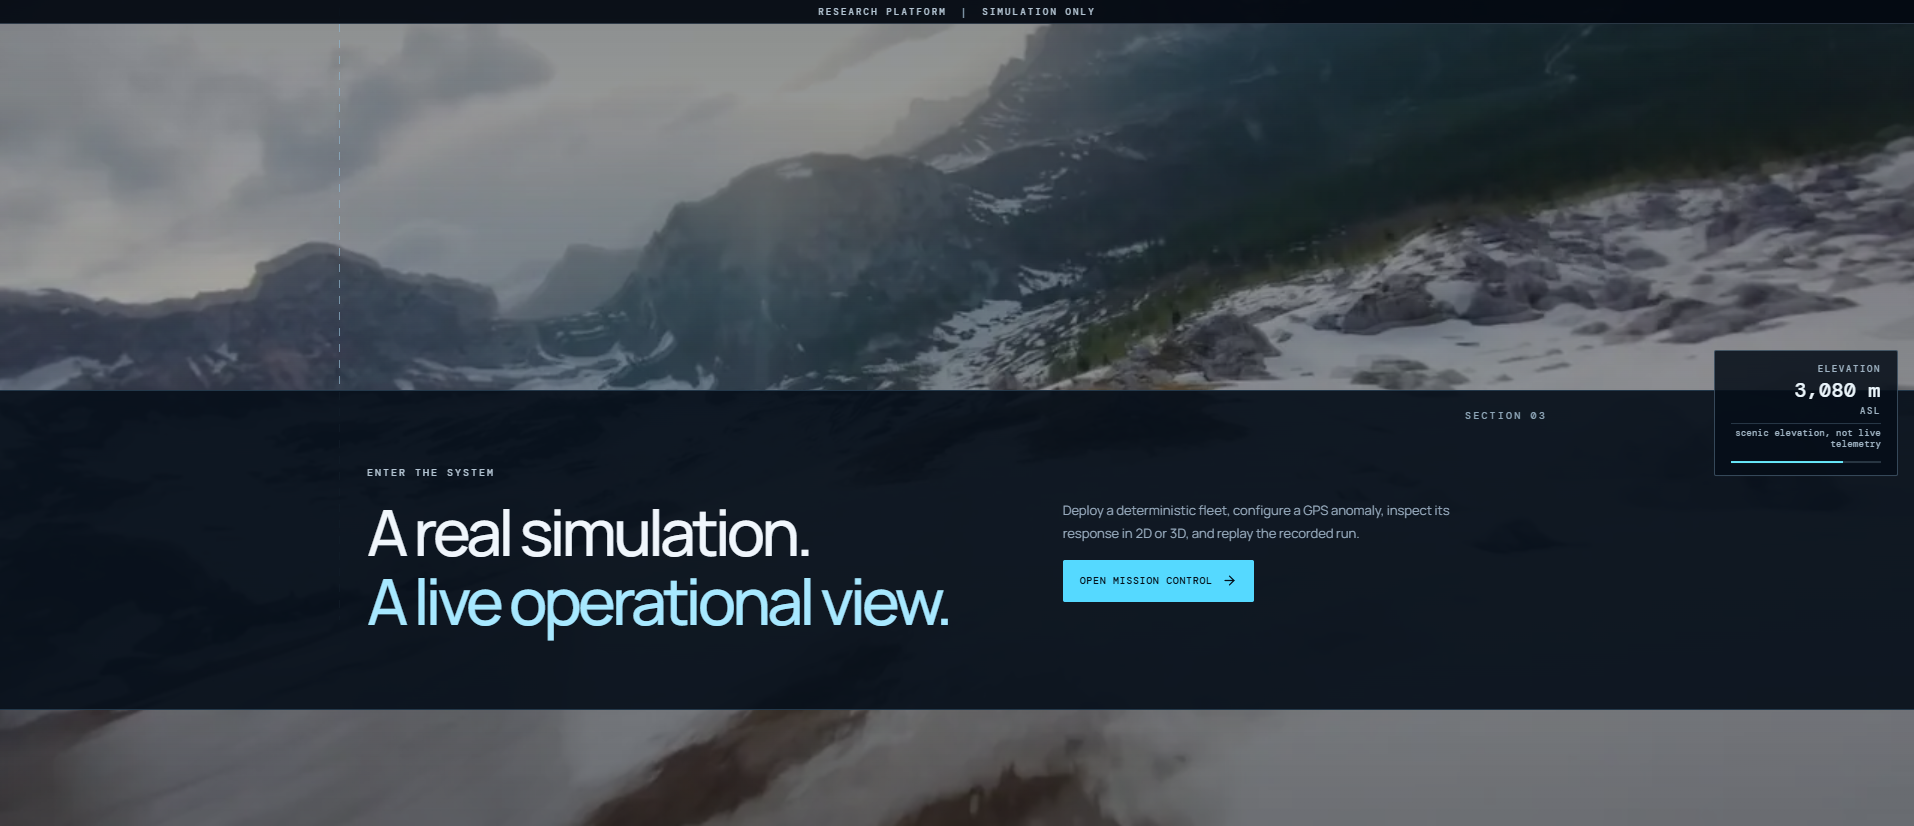 RESEARCH PLATFORM | SIMULATION ONLY
ELEVATION
3,080 m
ASL
scenic elevation, not live
telemetry
SECTION 03
ENTER THE SYSTEM
A real simulation.
A live operational view.
Deploy a deterministic fleet, configure a GPS anomaly, inspect its
response in 2D or 3D, and replay the recorded run.
OPEN MISSION CONTROL →